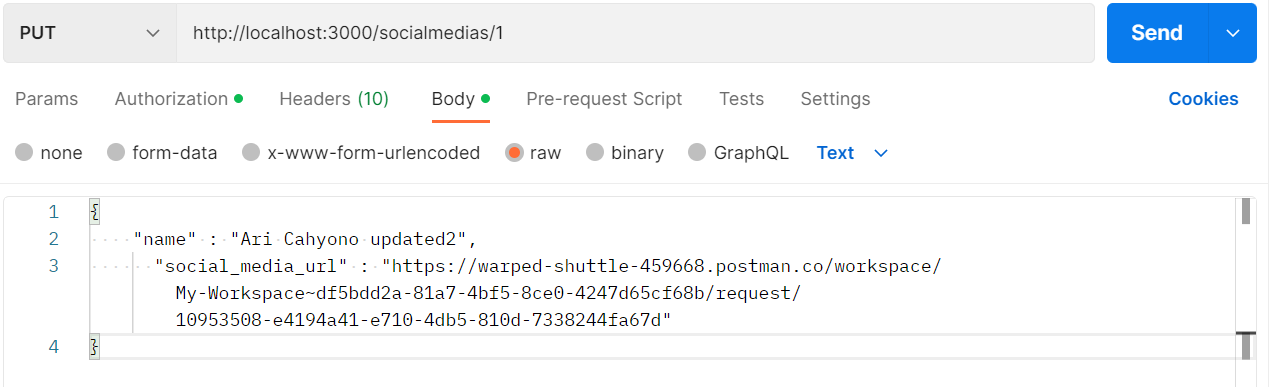 PUT http://localhost:3000/socialmedias/1 Send
Params Authorization Headers (10) Body Pre-request Script Tests Settings Cookies
none form-data x-www-form-urlencoded raw binary GraphQL Text
1 {
2 "name" : "Ari Cahyono updated2",
3 "social_media_url" : "https://warped-shuttle-459668.postman.co/workspace/
My-Workspace~df5bdd2a-81a7-4bf5-8ce0-4247d65cf68b/request/
10953508-e4194a41-e710-4db5-810d-7338244fa67d"
4 }